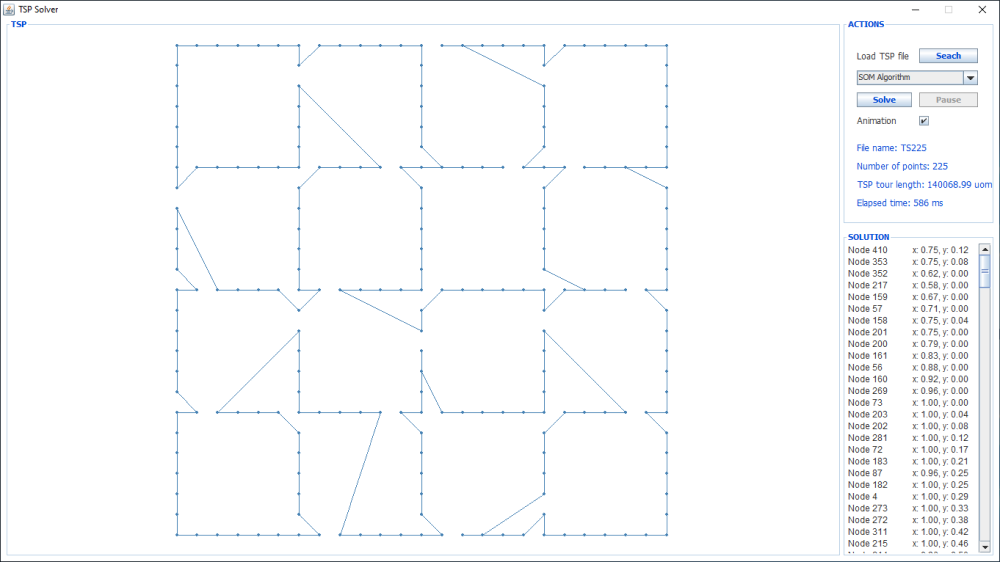 TSP Solver
TSP
ACTIONS
Load TSP file Seach
SOM Algorithm
Solve Pause
Animation
File name: TS225
Number of points: 225
TSP tour length: 140068.99 uom
Elapsed time: 586 ms
SOLUTION
Node 410 x: 0.75, y: 0.12
Node 353 x: 0.75, y: 0.08
Node 352 x: 0.62, y: 0.00
Node 217 x: 0.58, y: 0.00
Node 159 x: 0.67, y: 0.00
Node 57 x: 0.71, y: 0.00
Node 158 x: 0.75, y: 0.04
Node 201 x: 0.75, y: 0.00
Node 200 x: 0.79, y: 0.00
Node 161 x: 0.83, y: 0.00
Node 56 x: 0.88, y: 0.00
Node 160 x: 0.92, y: 0.00
Node 269 x: 0.96, y: 0.00
Node 73 x: 1.00, y: 0.00
Node 203 x: 1.00, y: 0.04
Node 202 x: 1.00, y: 0.08
Node 281 x: 1.00, y: 0.12
Node 72 x: 1.00, y: 0.17
Node 183 x: 1.00, y: 0.21
Node 87 x: 0.96, y: 0.25
Node 182 x: 1.00, y: 0.25
Node 4 x: 1.00, y: 0.29
Node 273 x: 1.00, y: 0.33
Node 272 x: 1.00, y: 0.38
Node 311 x: 1.00, y: 0.42
Node 215 x: 1.00, y: 0.46